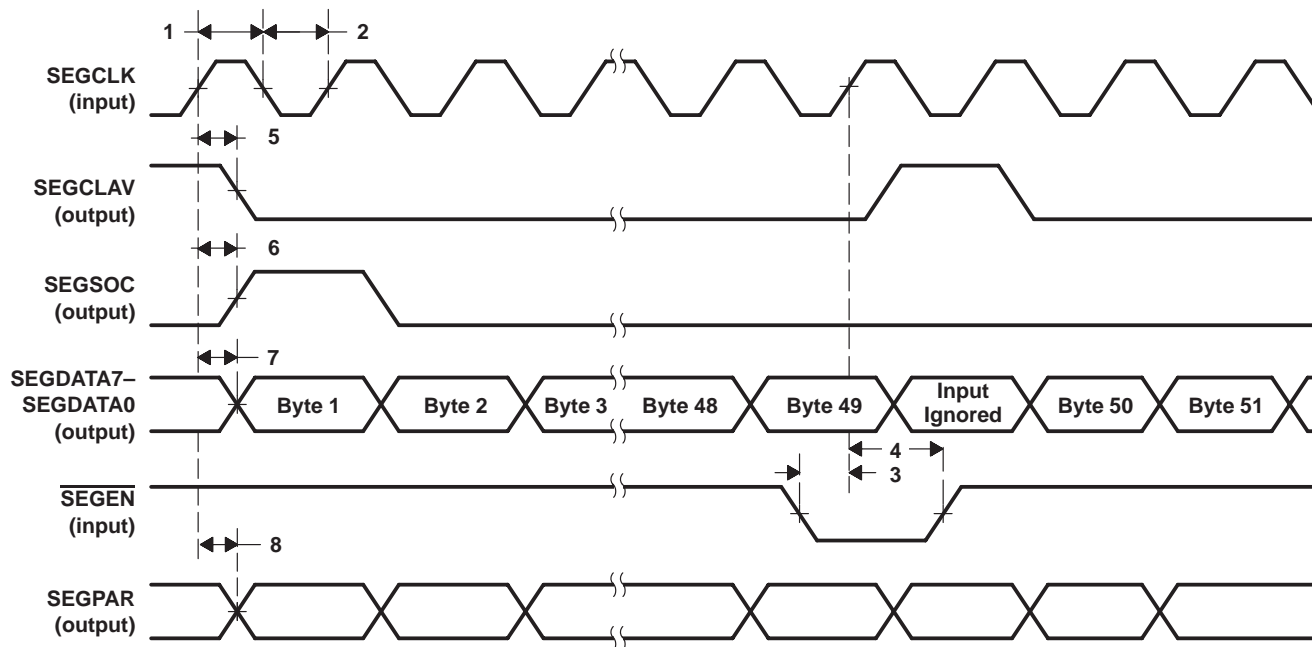 1 2
SEGCLK
(input)
5
SEGCLAV
(output)
6
SEGSOC
(output)
7
SEGDATA7–
SEGDATA0
(output)
Byte 1 Byte 2 Byte 3 Byte 48 Byte 49 Input Ignored Byte 50 Byte 51
4
3
SEGEN
(input)
8
SEGPAR
(output)